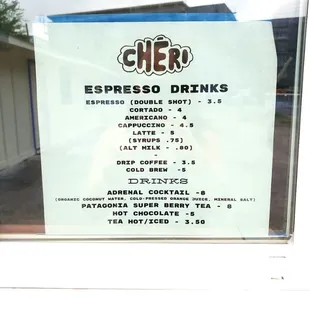 CHÉRI
ESPRESSO DRINKS
ESPRESSO (DOUBLE SHOT) - 3.5
CORTADO - 4
AMERICANO - 4
CAPPUCCINO - 4.5
LATTE - 5
(SYRUPS .75)
(ALT MILK - .80)
-
DRIP COFFEE - 3.5
COLD BREW -5
DRINKS
ADRENAL COCKTAIL -8
(ORGANIC COCONUT WATER, COLD-PRESSED ORANGE JUICE, MINERAL SALT)
PATAGONIA SUPER BERRY TEA - 8
HOT CHOCOLATE -5
TEA HOT/ICED - 3.50